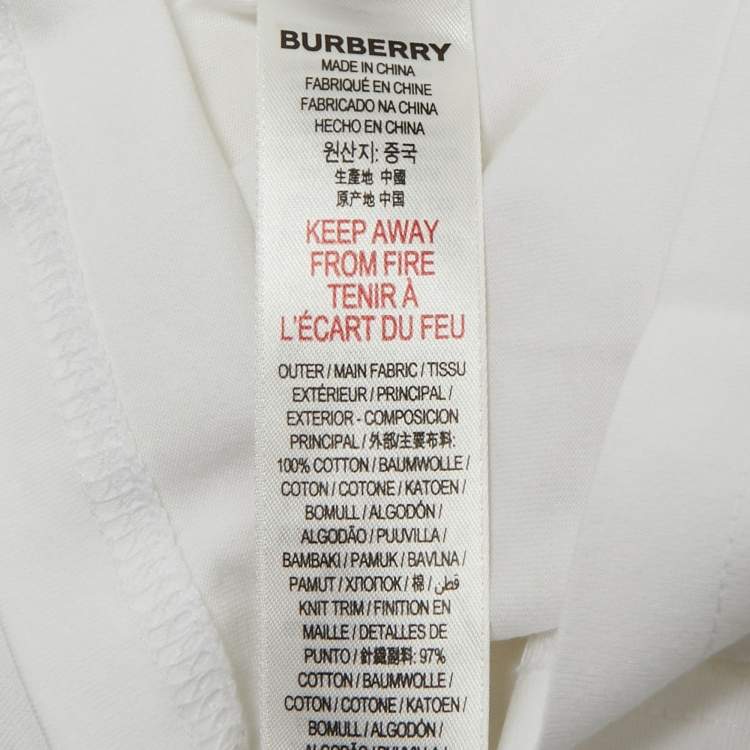 BURBERRY
MADE IN CHINA
FABRIQUÉ EN CHINE
FABRICADO NA CHINA
HECHO EN CHINA
원산지: 중국
生產地 中國
原产地 中国
KEEP AWAY
FROM FIRE
TENIR À
L'ÉCART DU FEU
OUTER / MAIN FABRIC / TISSU
EXTÉRIEUR / PRINCIPAL /
EXTERIOR - COMPOSICION
PRINCIPAL / 外部/主要布料:
100% COTTON / BAUMWOLLE /
COTON / COTONE / KATOEN /
BOMULL / ALGODÓN /
ALGODÃO / PUUVILLA /
BAMBAKI / PAMUK / BAVLNA /
PAMUT / ХЛОПОК / 棉 / قطن
KNIT TRIM / FINITION EN
MAILLE / DETALLES DE
PUNTO / 針織副料: 97%
COTTON / BAUMWOLLE /
COTON / COTONE / KATOEN /
BOMULL / ALGODÓN /
ALGODÃO / PUUVILLA /